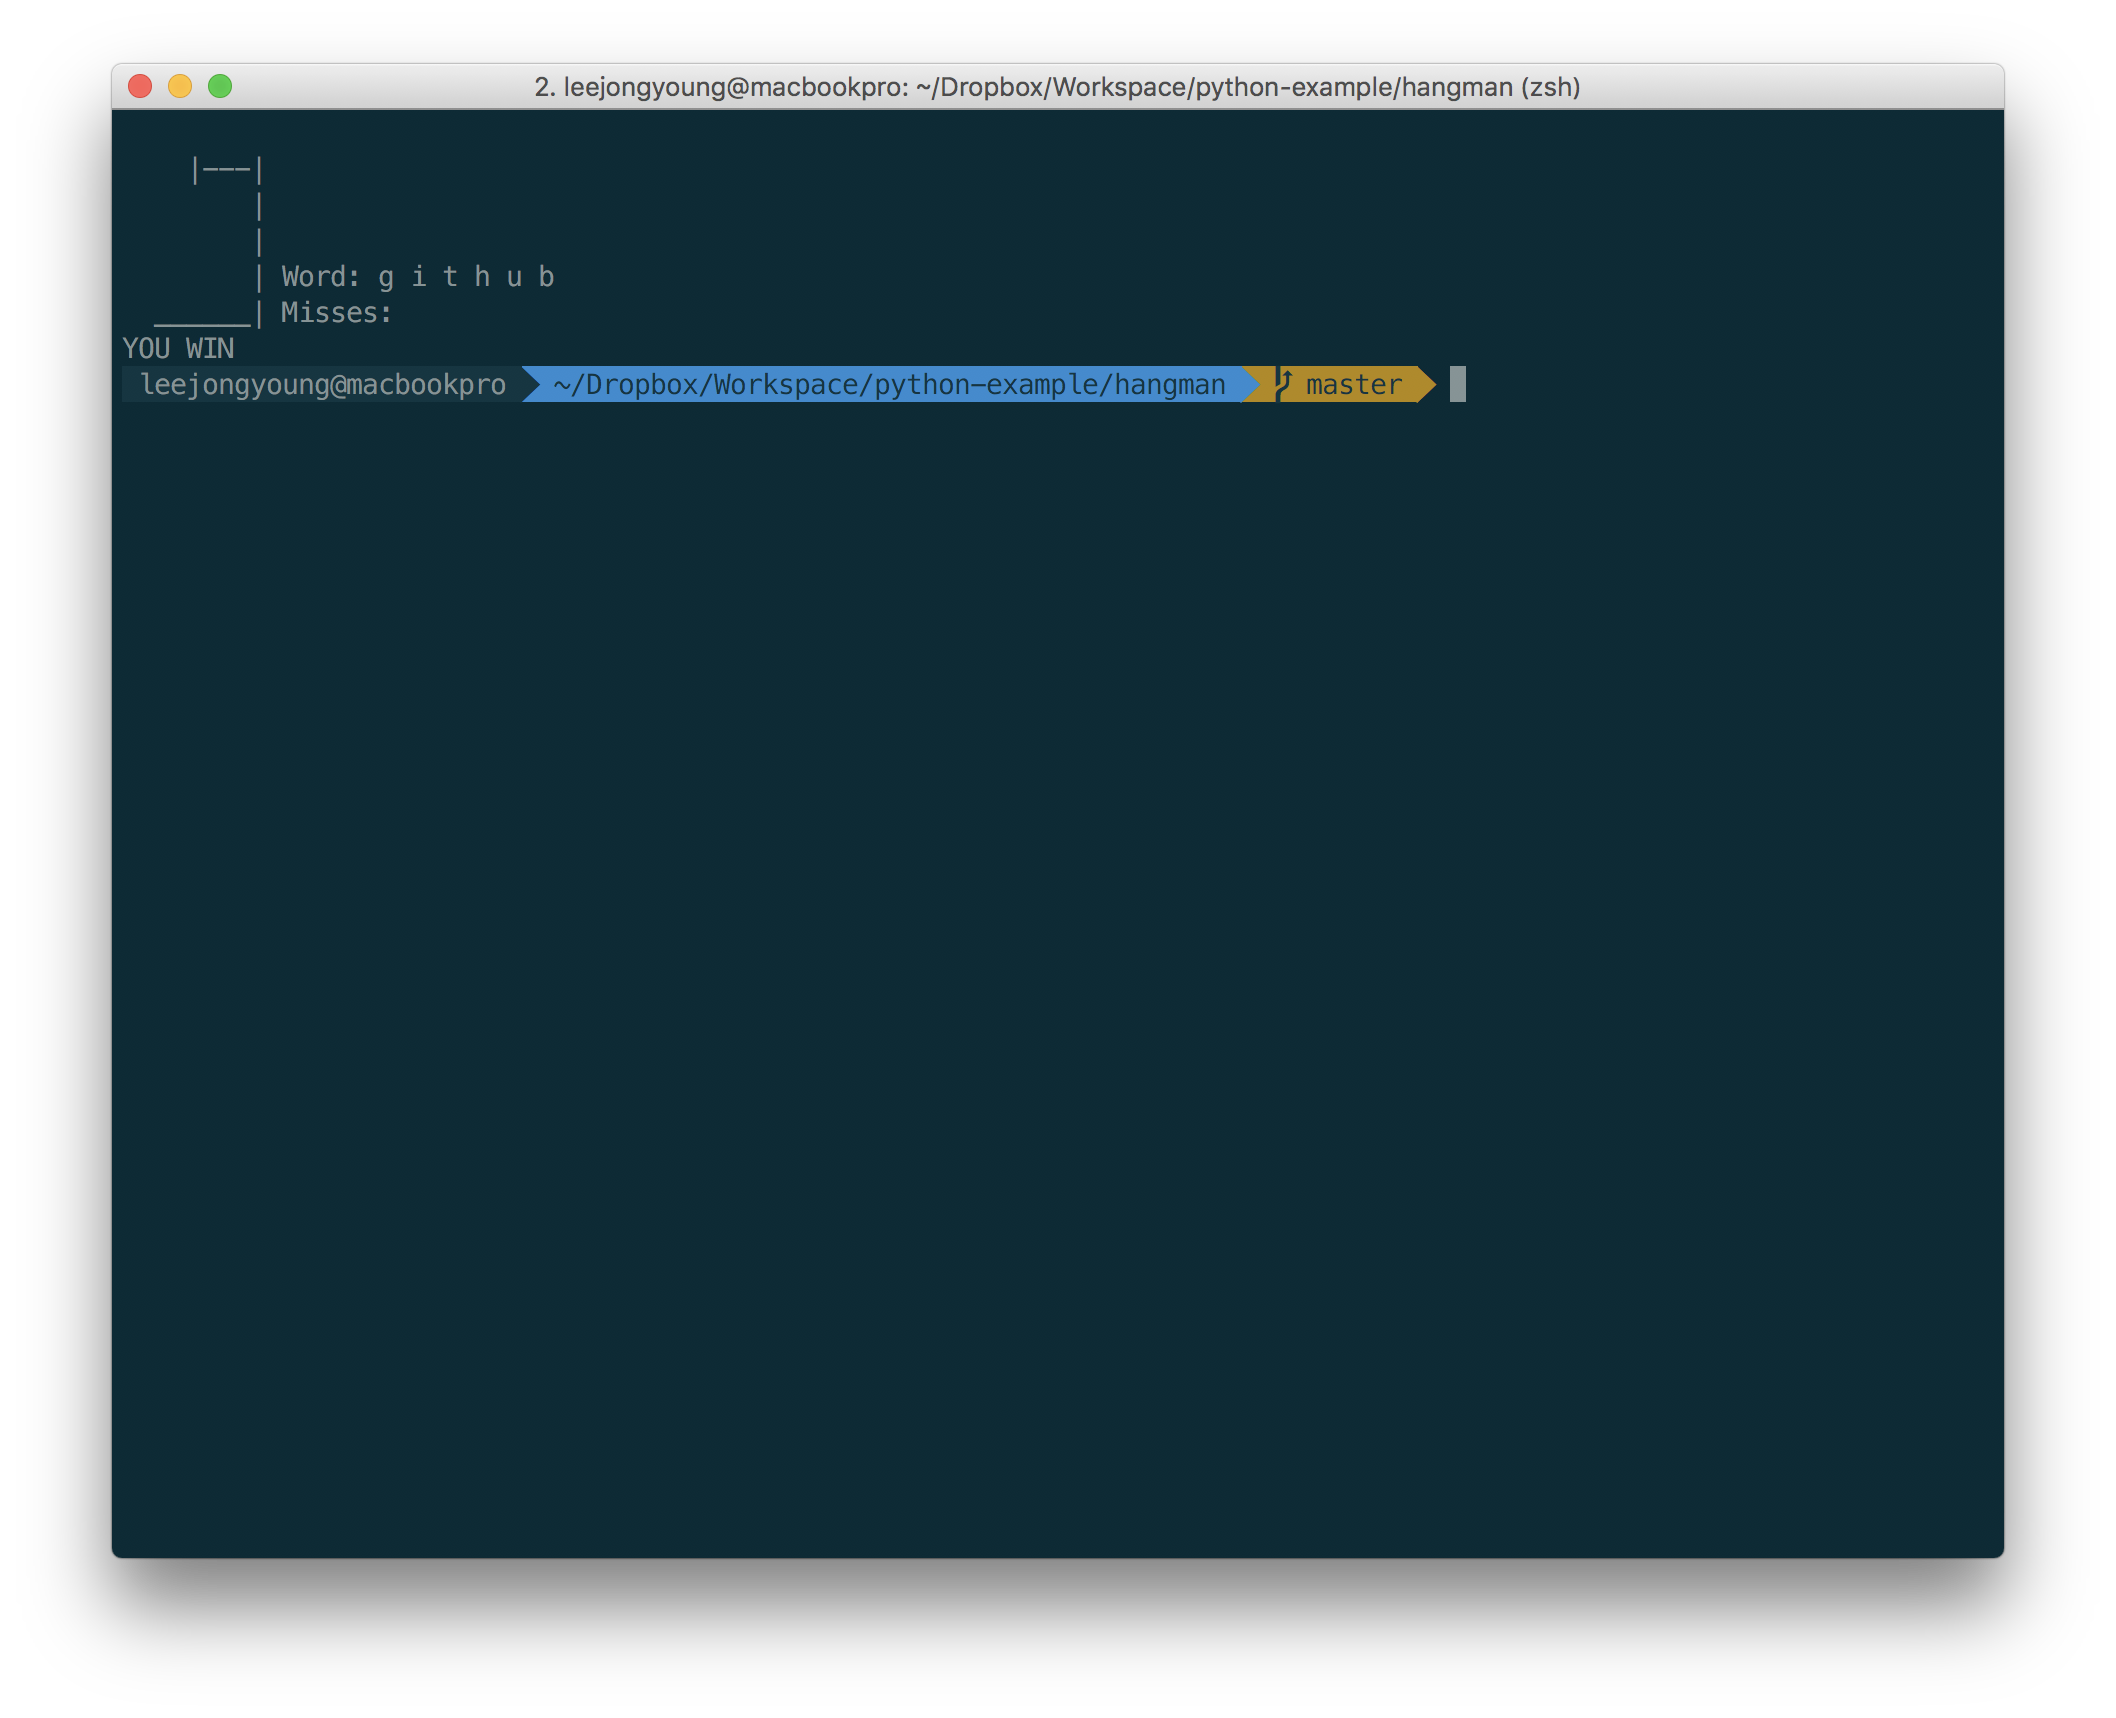 2. leejongyoung@macbookpro: ~/Dropbox/Workspace/python-example/hangman (zsh)
    |---|
        |
        |
        | Word: g i t h u b
  ______| Misses:
YOU WIN
leejongyoung@macbookpro ~/Dropbox/Workspace/python-example/hangman master